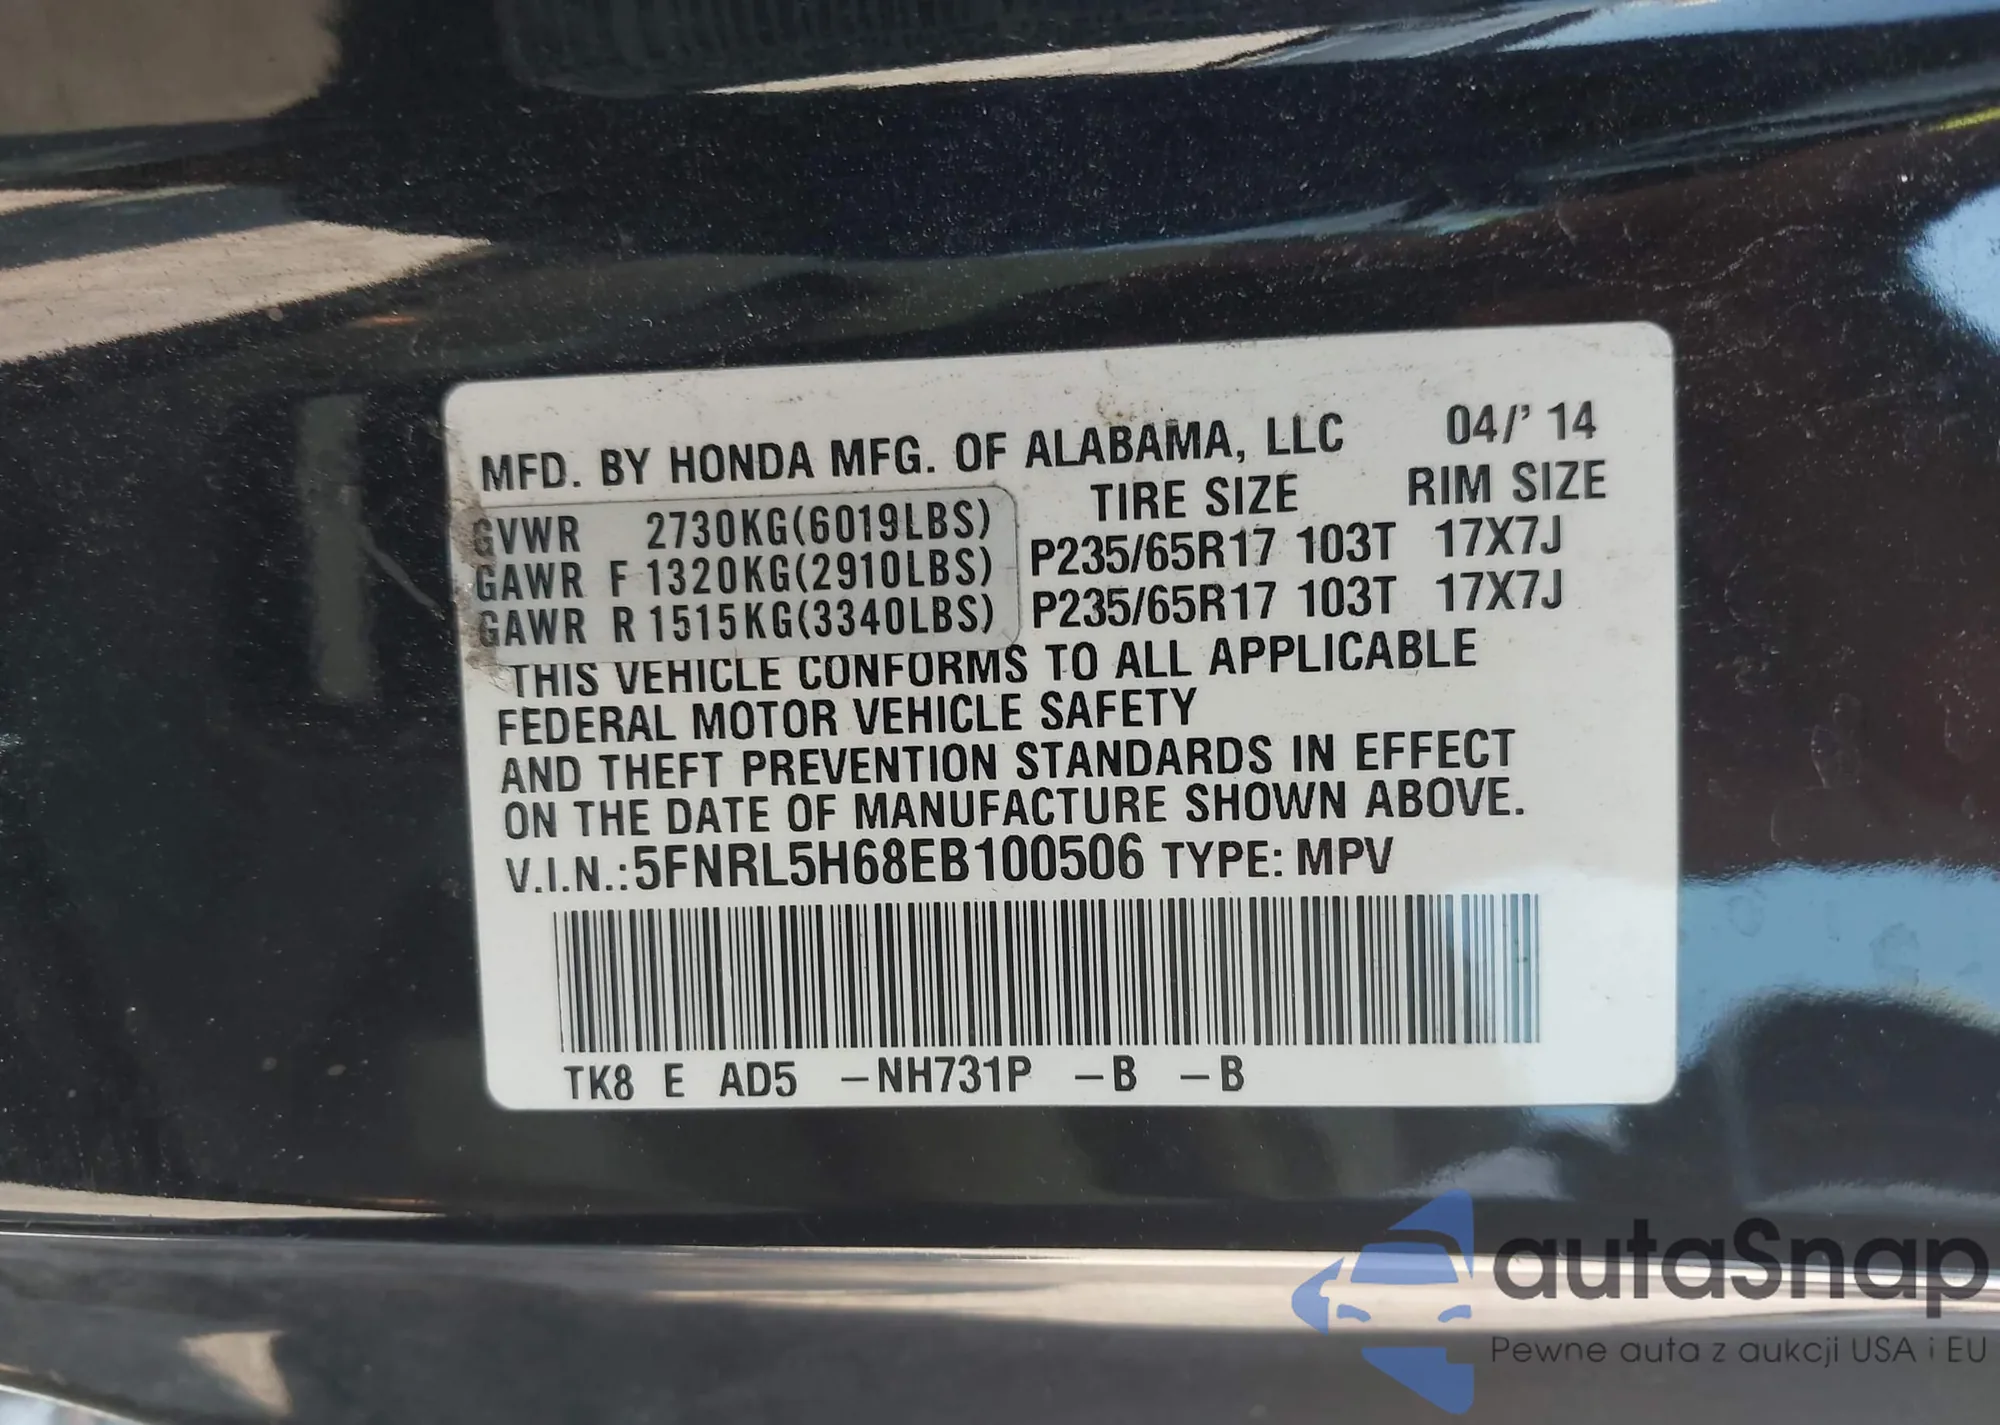 MFD. BY HONDA MFG. OF ALABAMA, LLC 04/' 14
TIRE SIZE RIM SIZE
GVWR 2730KG(6019LBS)
GAWR F 1320KG(2910LBS) P235/65R17 103T 17X7J
GAWR R 1515KG(3340LBS) P235/65R17 103T 17X7J
THIS VEHICLE CONFORMS TO ALL APPLICABLE
FEDERAL MOTOR VEHICLE SAFETY
AND THEFT PREVENTION STANDARDS IN EFFECT
ON THE DATE OF MANUFACTURE SHOWN ABOVE.
V.I.N.:5FNRL5H68EB100506 TYPE: MPV
TK8 E AD5 –NH731P –B –B
autaSnap
Pewne auta z aukcji USA i EU